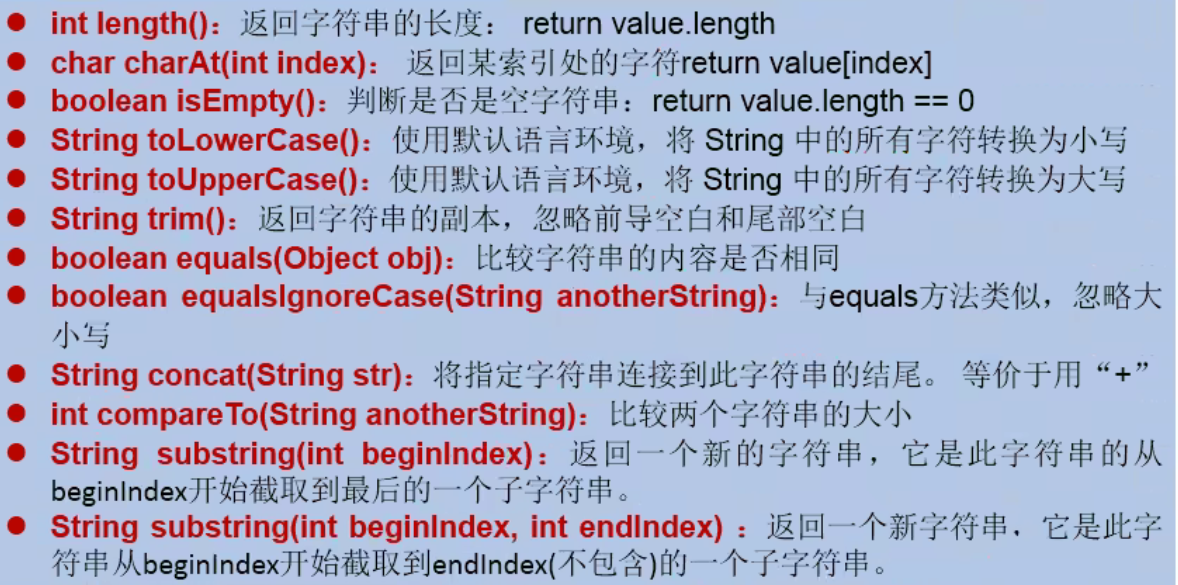 ● int length()：返回字符串的长度： return value.length
● char charAt(int index)： 返回某索引处的字符return value[index]
● boolean isEmpty()：判断是否是空字符串：return value.length == 0
● String toLowerCase()：使用默认语言环境，将 String 中的所有字符转换为小写
● String toUpperCase()：使用默认语言环境，将 String 中的所有字符转换为大写
● String trim()：返回字符串的副本，忽略前导空白和尾部空白
● boolean equals(Object obj)：比较字符串的内容是否相同
● boolean equalsIgnoreCase(String anotherString)：与equals方法类似，忽略大
小写
● String concat(String str)：将指定字符串连接到此字符串的结尾。 等价于用“+”
● int compareTo(String anotherString)：比较两个字符串的大小
● String substring(int beginIndex)：返回一个新的字符串，它是此字符串的从
beginIndex开始截取到最后的一个子字符串。
● String substring(int beginIndex, int endIndex) ：返回一个新字符串，它是此字
符串从beginIndex开始截取到endIndex(不包含)的一个子字符串。